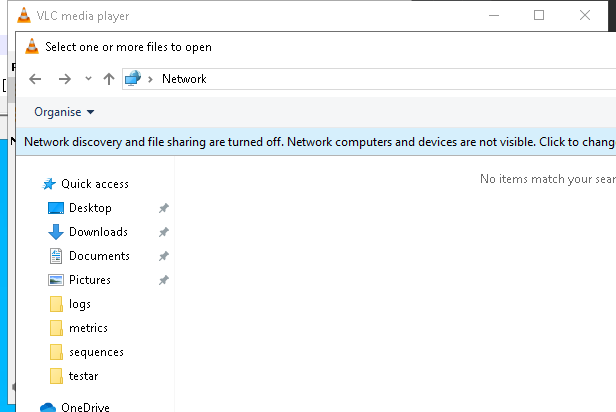 VLC media player
Select one or more files to open
Network
Organise
Network discovery and file sharing are turned off. Network computers and devices are not visible. Click to chang
No items match your sear
Quick access
Desktop
Downloads
Documents
Pictures
logs
metrics
sequences
testar
OneDrive